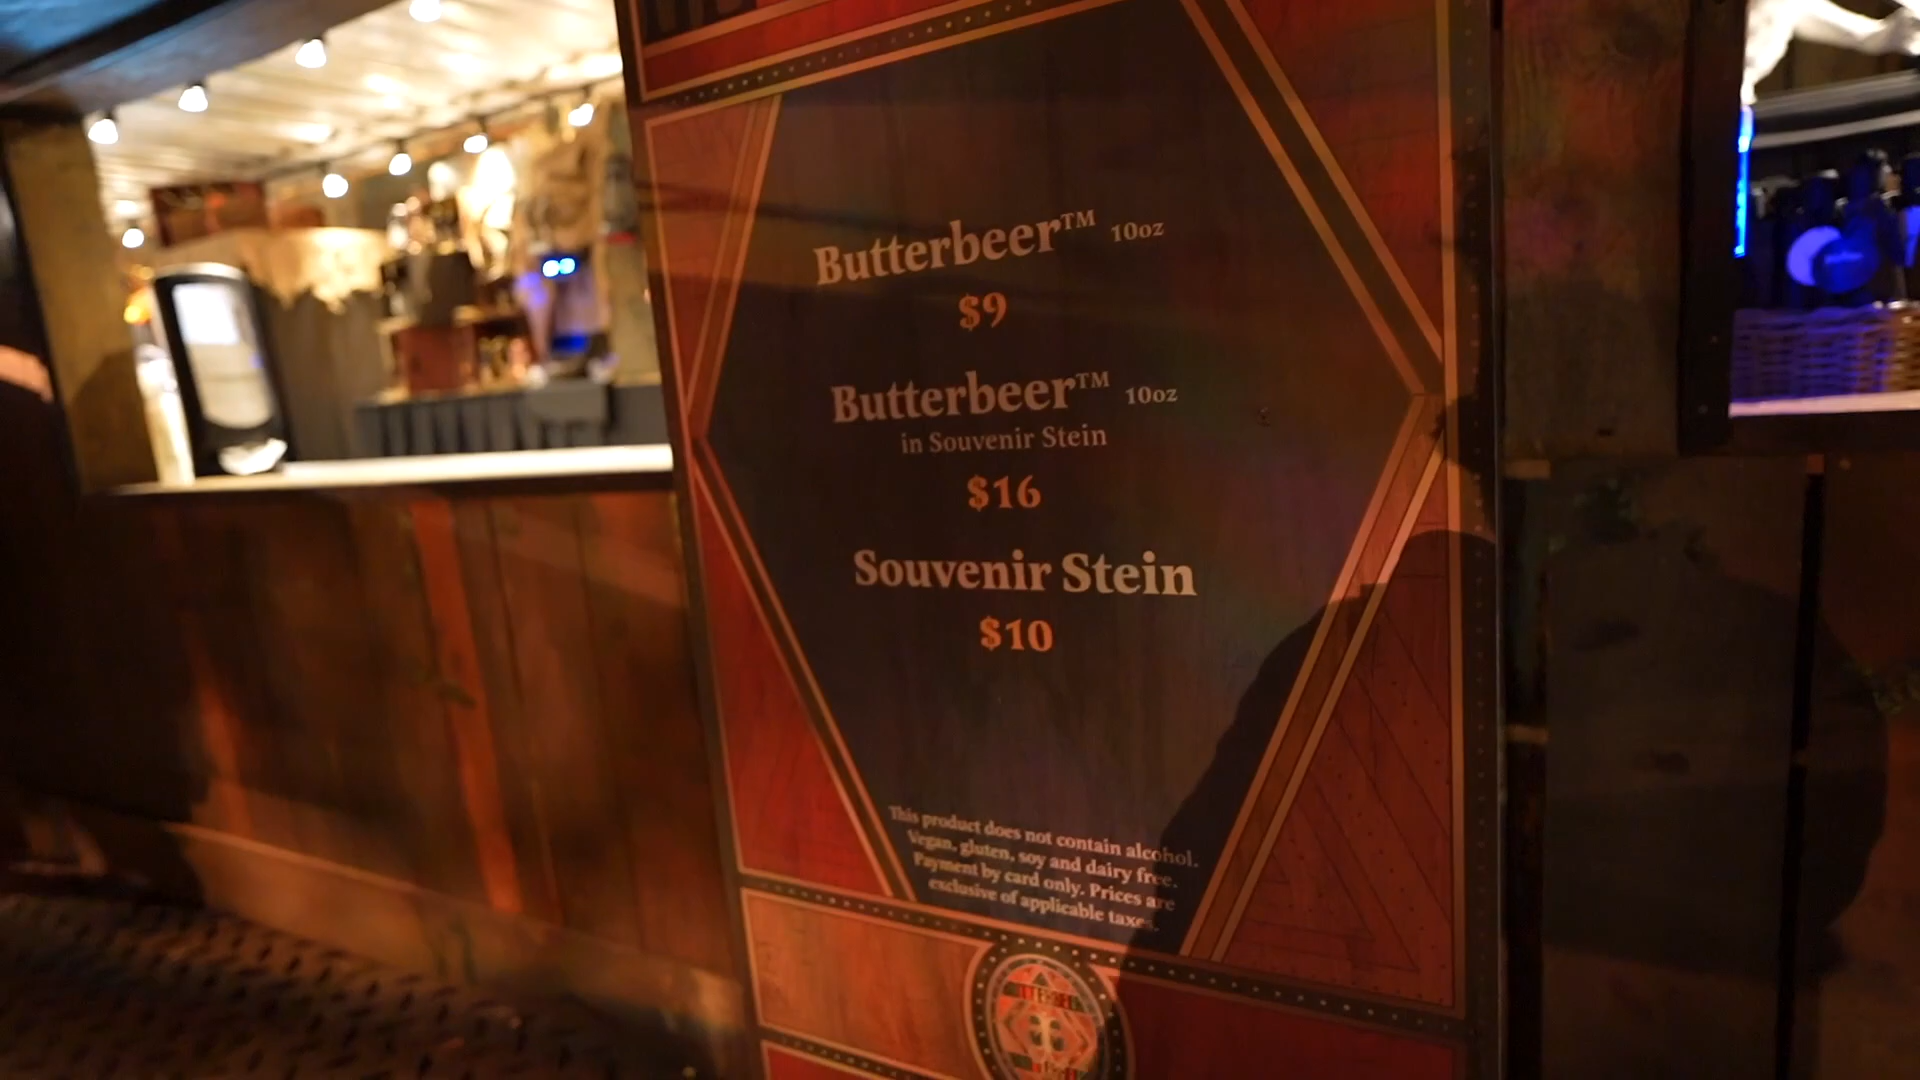 Butterbeer™ 10oz
$9
Butterbeer™ 10oz
in Souvenir Stein
$16
Souvenir Stein
$10
This product does not contain alcohol.
Vegan, gluten, soy and dairy free.
Payment by card only. Prices are
exclusive of applicable taxes.